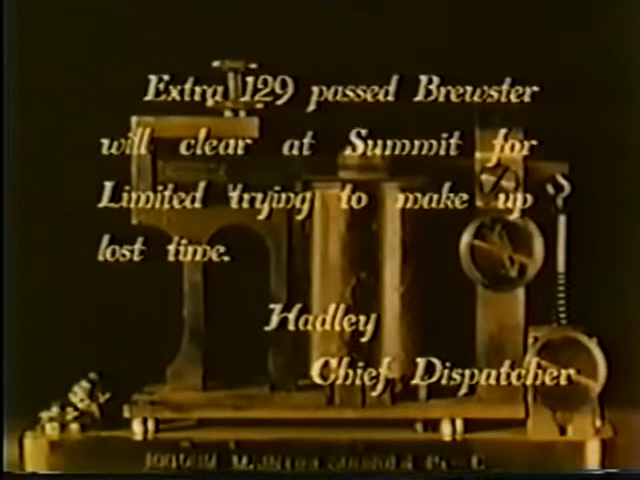 Extra 129 passed Brewster
will clear at Summit for
Limited trying to make up
lost time.
Hadley
Chief Dispatcher